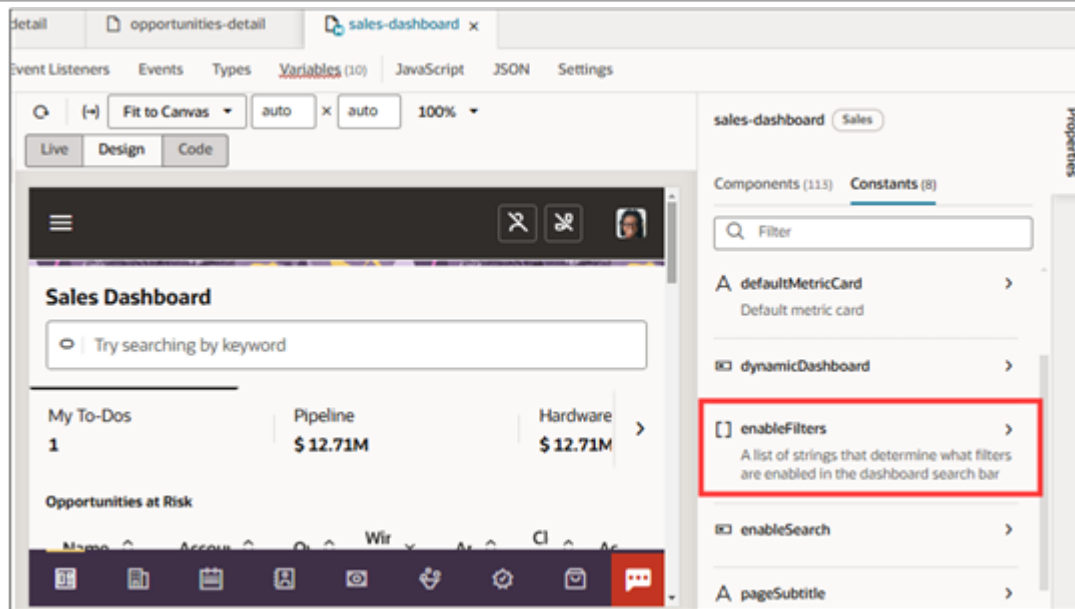 detail
opportunities-detail
sales-dashboard x
Event Listeners Events Types Variables (10) JavaScript JSON Settings
Fit to Canvas auto × auto 100%
Live Design Code
Sales Dashboard
Try searching by keyword
My To-Dos Pipeline Hardware
1 $ 12.71M $ 12.71M
Opportunities at Risk
Name Accou Wir Cl
sales-dashboard Sales
Properties
Components (113) Constants (8)
Filter
A defaultMetricCard
Default metric card
dynamicDashboard
[ ] enableFilters
A list of strings that determine what filters
are enabled in the dashboard search bar
enableSearch
A pageSubtitle